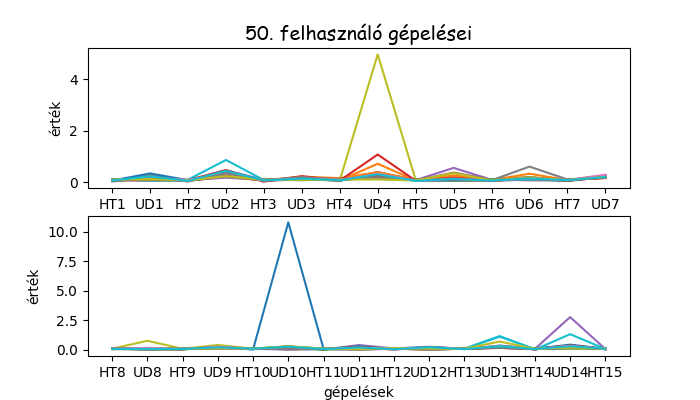 50. felhasználó gépelései
érték
4
2
0
HT1 UD1 HT2 UD2 HT3 UD3 HT4 UD4 HT5 UD5 HT6 UD6 HT7 UD7
érték
10.0
7.5
5.0
2.5
0.0
HT8 UD8 HT9 UD9 HT10 UD10 HT11 UD11 HT12 UD12 HT13 UD13 HT14 UD14 HT15
gépelések